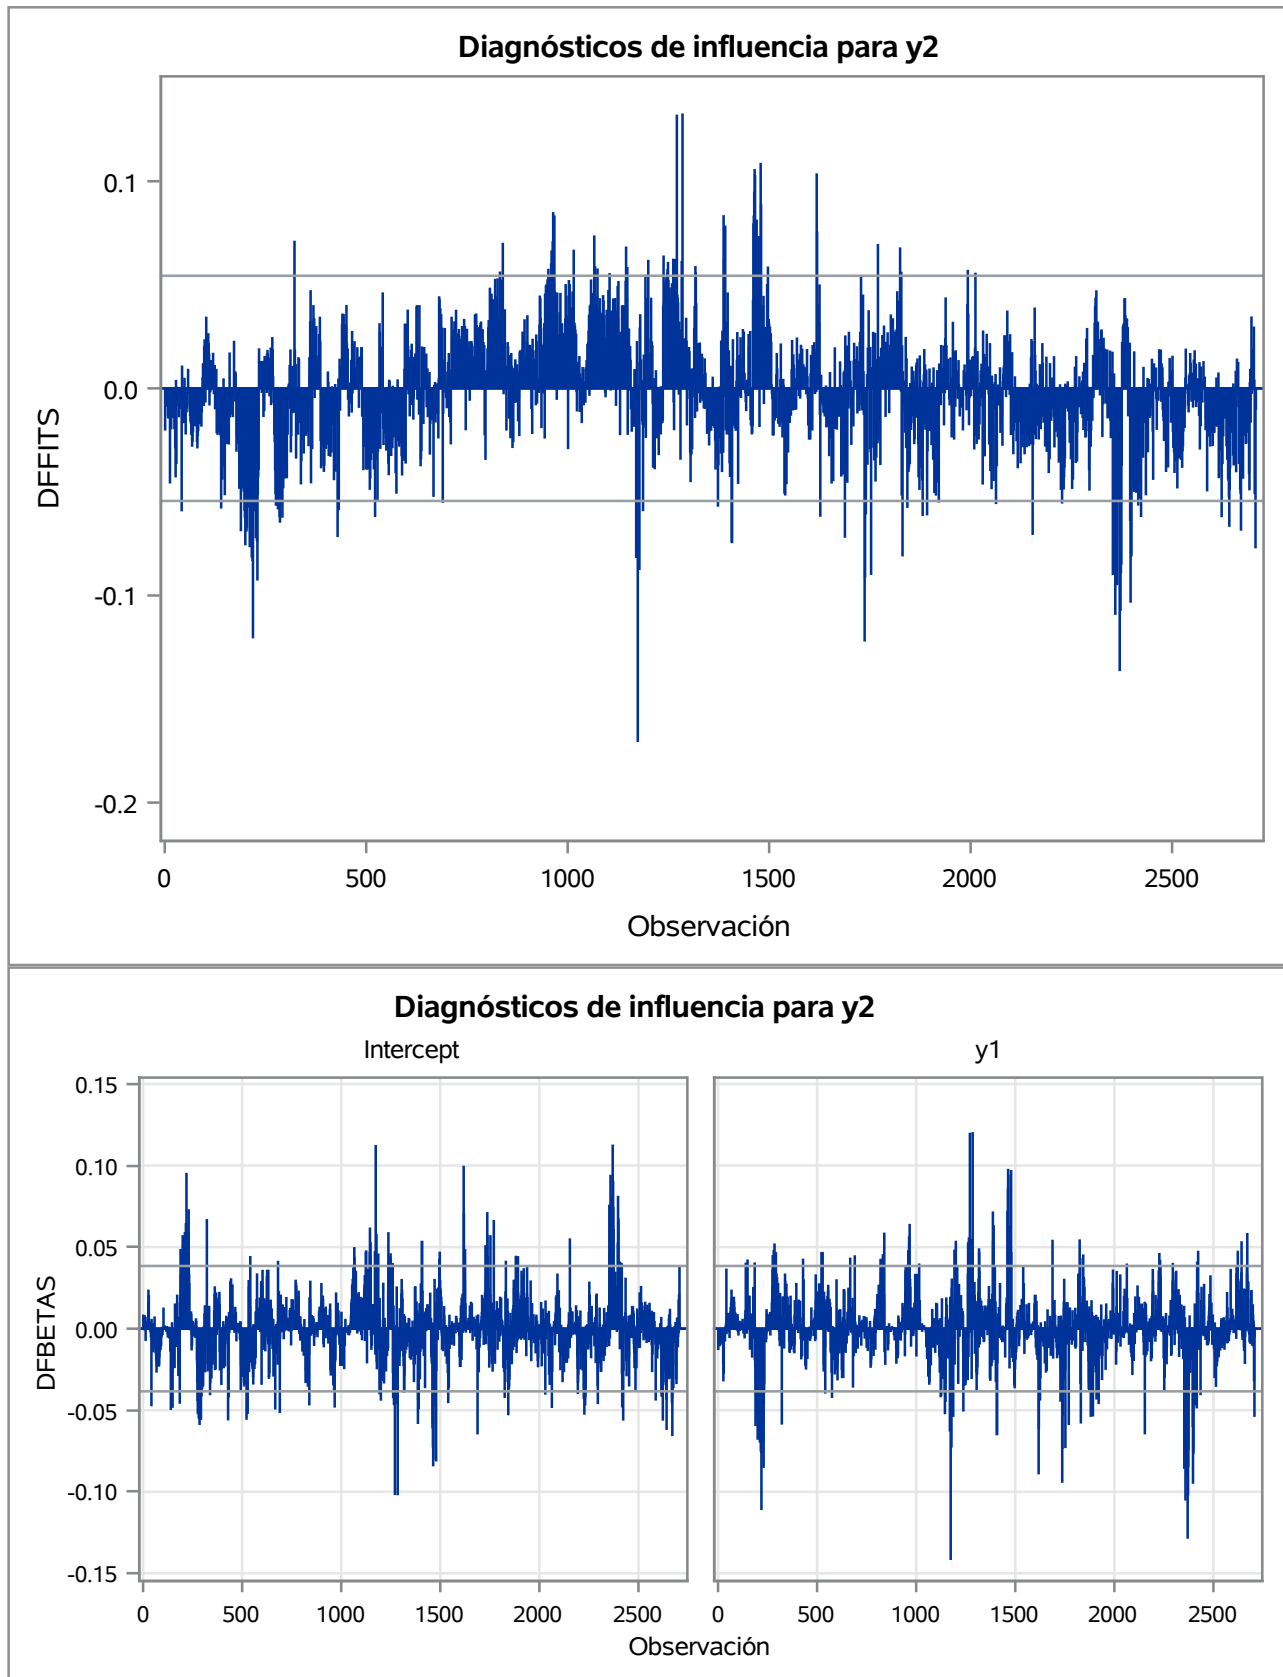 Diagnósticos de influencia para y2
0.1
0.0
-0.1
-0.2
DFFITS
0 500 1000 1500 2000 2500
Observación
Diagnósticos de influencia para y2
Intercept y1
0.15
0.10
0.05
0.00
-0.05
-0.10
-0.15
DFBETAS
0 500 1000 1500 2000 2500 0 500 1000 1500 2000 2500
Observación